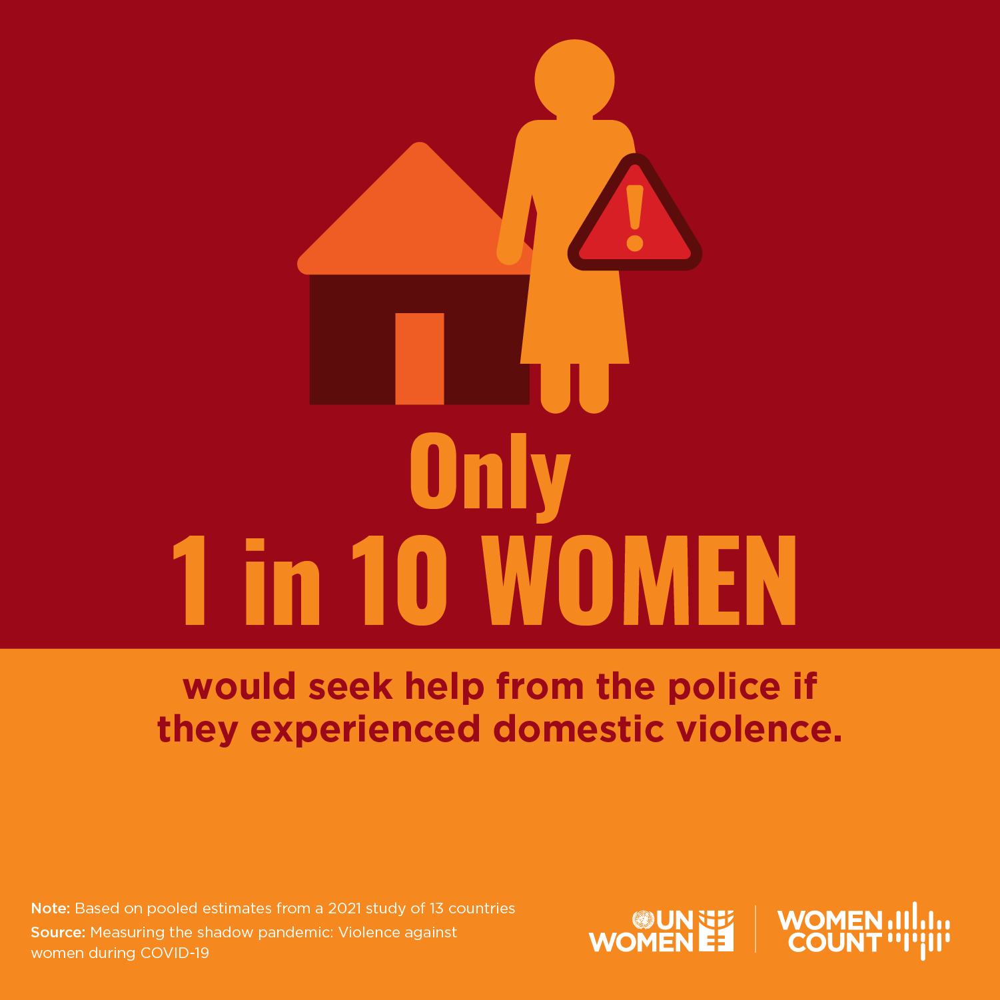 Only
1 in 10 WOMEN
would seek help from the police if
they experienced domestic violence.
Note: Based on pooled estimates from a 2021 study of 13 countries
Source: Measuring the shadow pandemic: Violence against
women during COVID-19
UN
WOMEN
WOMEN
COUNT